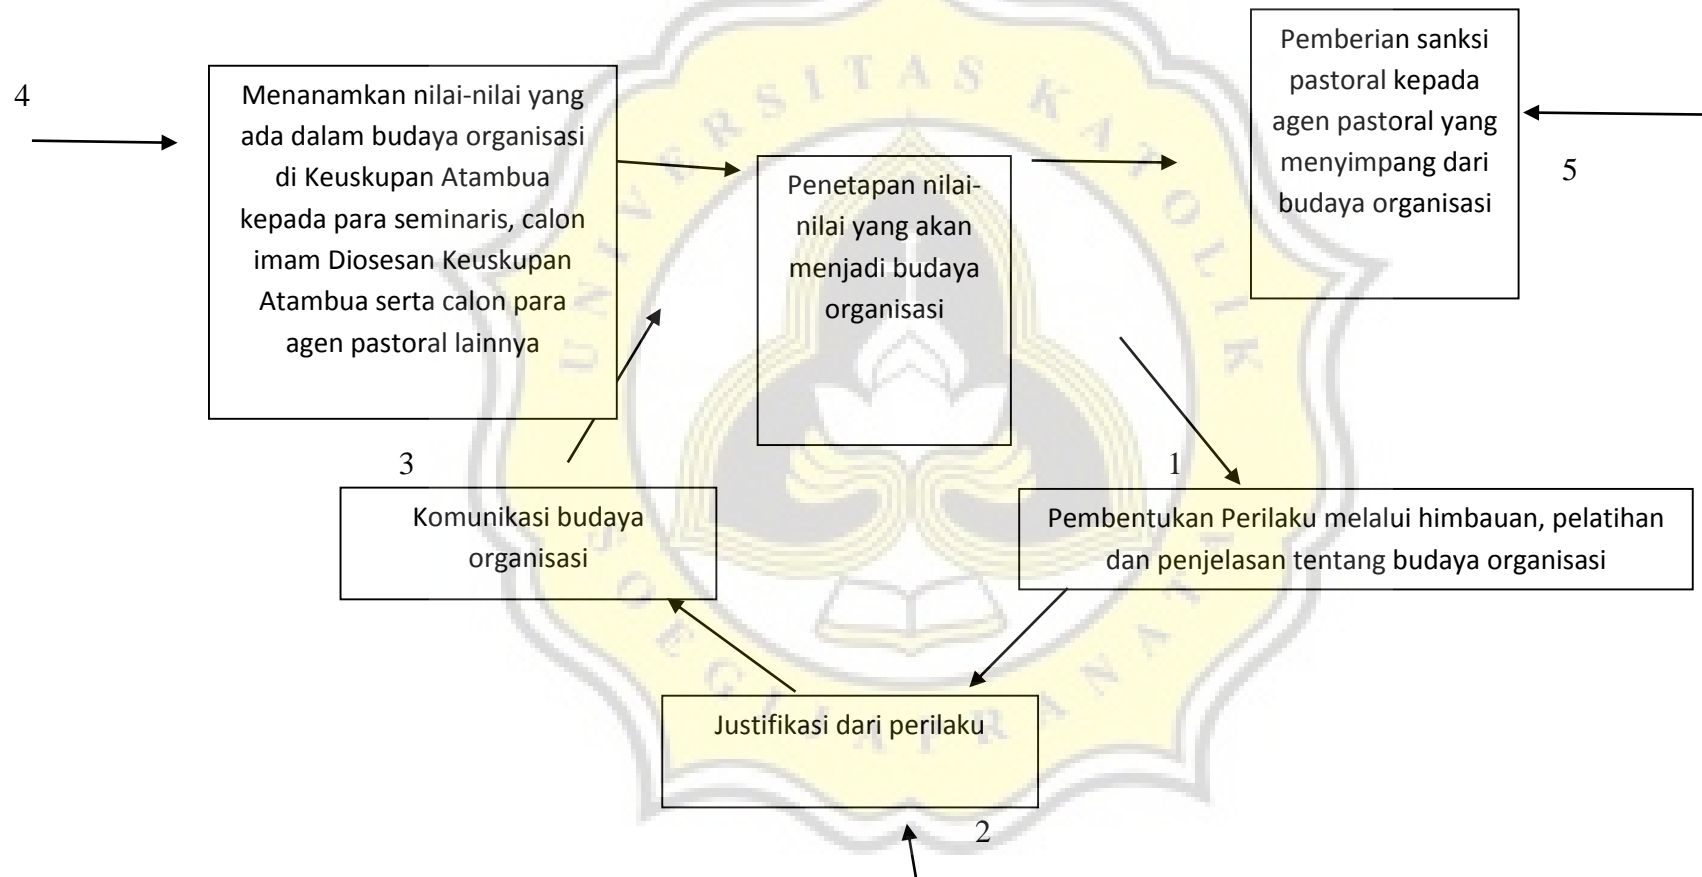 4
Menanamkan nilai-nilai yang
ada dalam budaya organisasi
di Keuskupan Atambua
kepada para seminaris, calon
imam Diosesan Keuskupan
Atambua serta calon para
agen pastoral lainnya
Penetapan nilai-
nilai yang akan
menjadi budaya
organisasi
Pemberian sanksi
pastoral kepada
agen pastoral yang
menyimpang dari
budaya organisasi
5
3
1
Komunikasi budaya
organisasi
Pembentukan Perilaku melalui himbauan, pelatihan
dan penjelasan tentang budaya organisasi
Justifikasi dari perilaku
2
UNIVERSITAS KATOLIK
SOEGIJAPRANATA